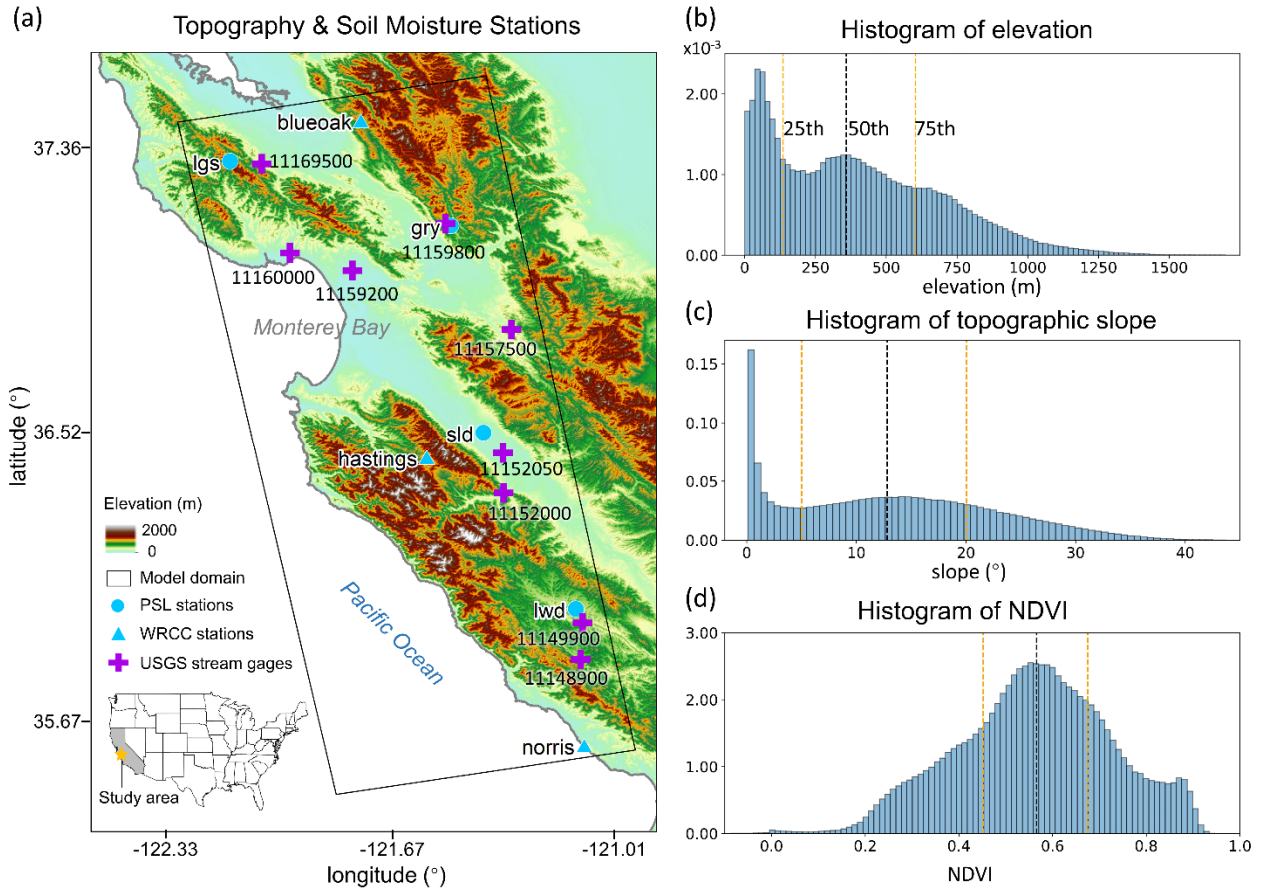 (a)
Topography & Soil Moisture Stations
37.36
36.52
35.67
latitude (°)
blueoak
lgs
11169500
gry
11159800
11160000
11159200
Monterey Bay
11157500
sld
hastings
11152050
11152000
lwd
11149900
11148900
norris
Pacific Ocean
Elevation (m)
2000
0
Model domain
PSL stations
WRCC stations
USGS stream gages
Study area
-122.33
-121.67
-121.01
longitude (°)
(b)
Histogram of elevation
x10⁻³
2.00
1.00
0.00
25th
50th
75th
0
250
500
750
1000
1250
1500
elevation (m)
(c)
Histogram of topographic slope
0.15
0.10
0.05
0.00
0
10
20
30
40
slope (°)
(d)
Histogram of NDVI
3.00
2.00
1.00
0.00
0.0
0.2
0.4
0.6
0.8
1.0
NDVI